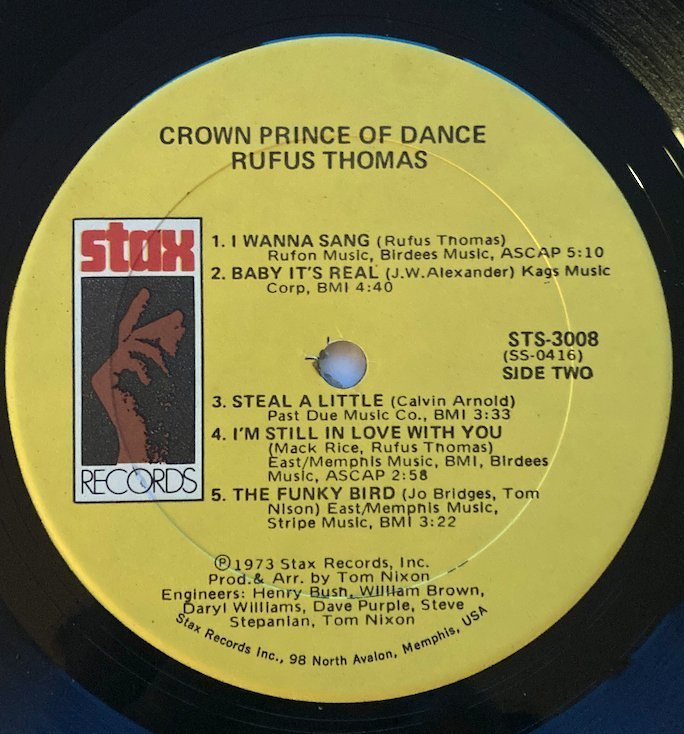 CROWN PRINCE OF DANCE
RUFUS THOMAS
stax
RECORDS
1. I WANNA SANG (Rufus Thomas)
Rufon Music, Birdees Music, ASCAP 5:10
2. BABY IT'S REAL (J.W.Alexander) Kags Music
Corp, BMI 4:40
STS-3008
(SS-0416)
SIDE TWO
3. STEAL A LITTLE (Calvin Arnold)
Past Due Music Co., BMI 3:33
4. I'M STILL IN LOVE WITH YOU
(Mack Rice, Rufus Thomas)
East/Memphis Music, BMI, Birdees
Music, ASCAP 2:58
5. THE FUNKY BIRD (Jo Bridges, Tom
Nison) East/Memphis Music,
Stripe Music, BMI 3:22
℗1973 Stax Records, Inc.
Prod.& Arr. by Tom Nixon
Engineers: Henry Bush, William Brown,
Daryl Williams, Dave Purple, Steve
Stepanian, Tom Nixon
Stax Records Inc., 98 North Avalon, Memphis, USA